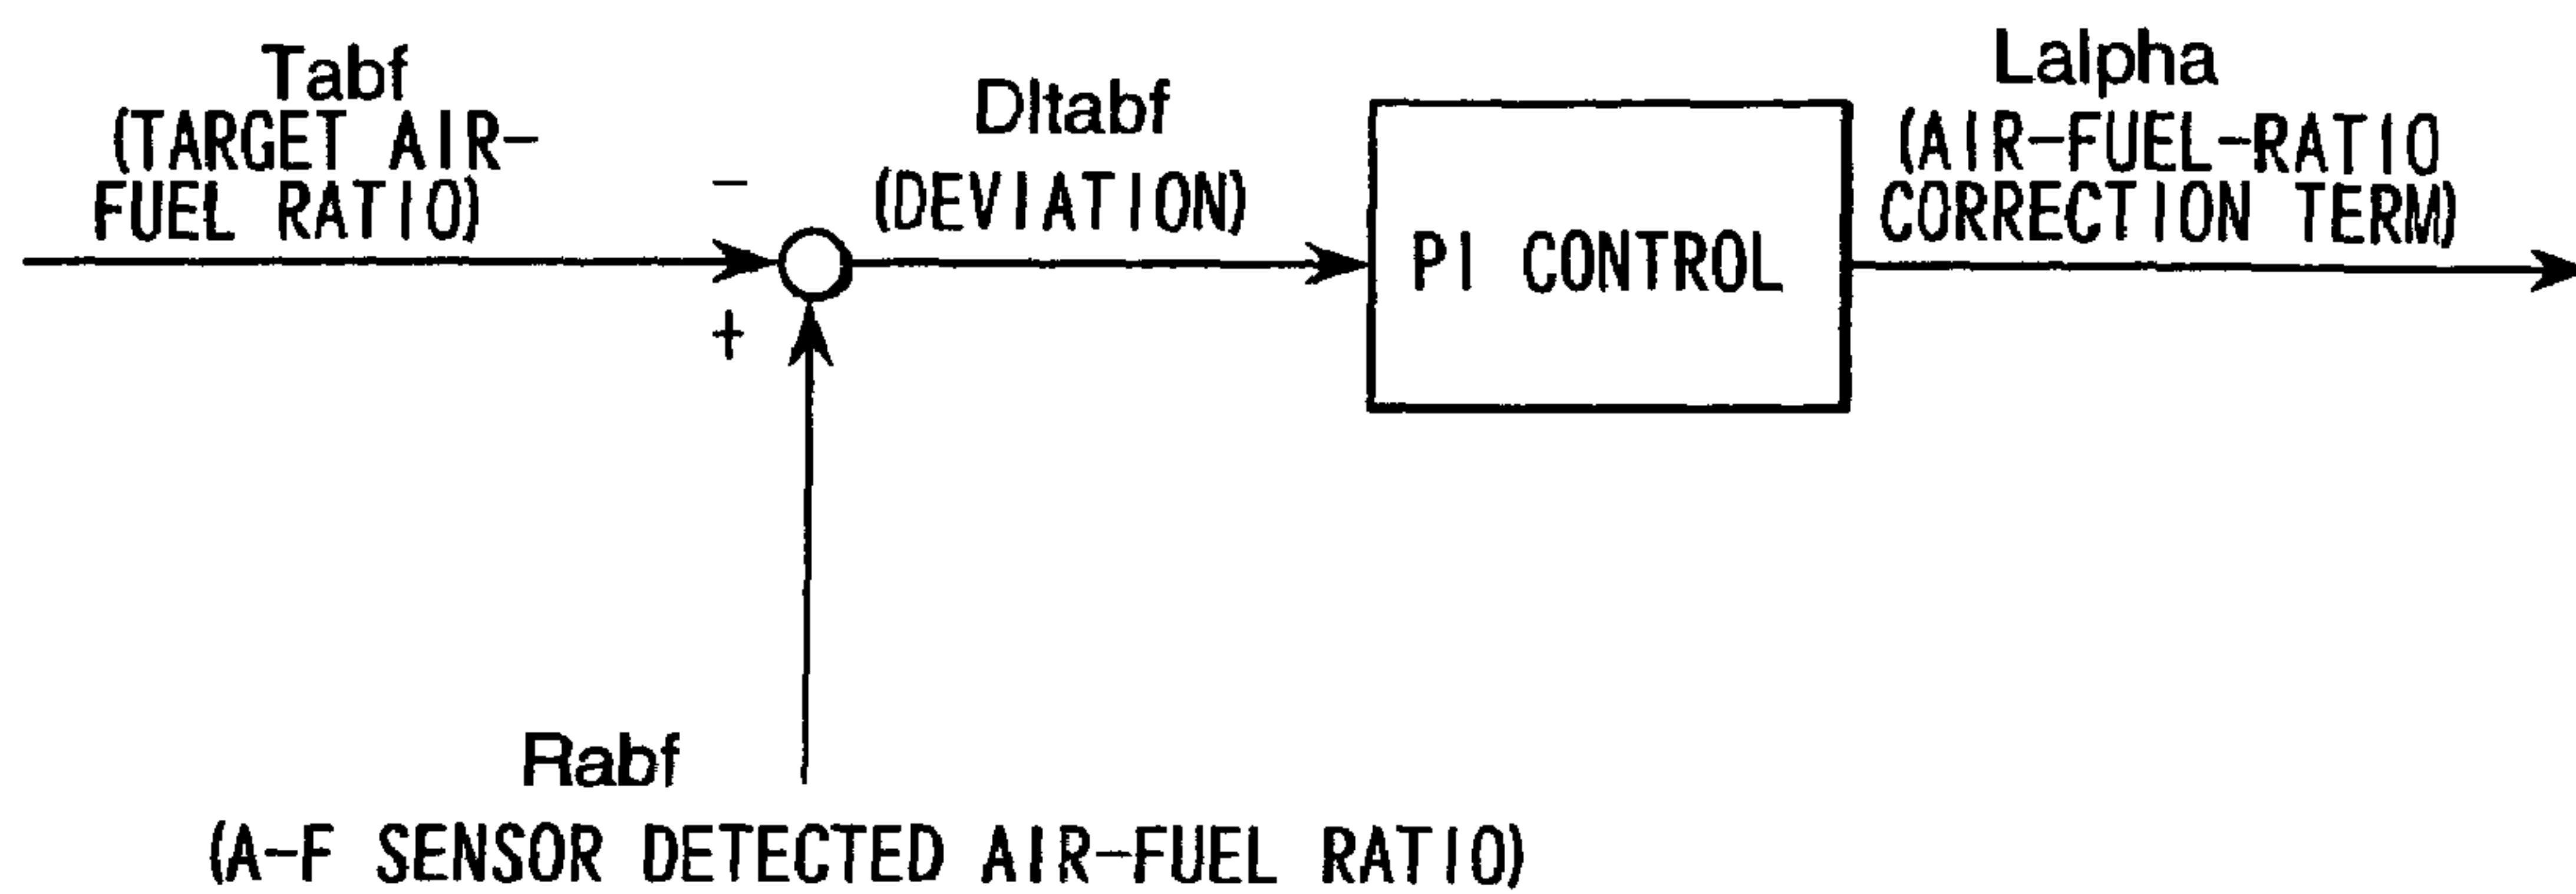 Tabf
(TARGET AIR-
FUEL RATIO)
−
+
Dltabf
(DEVIATION)
PI CONTROL
Lalpha
(AIR-FUEL-RATIO
CORRECTION TERM)
Rabf
(A-F SENSOR DETECTED AIR-FUEL RATIO)